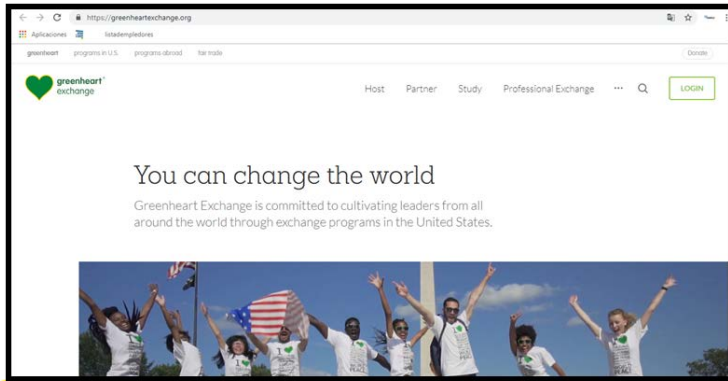 https://greenheartexchange.org
Aplicaciones listadempledores
greenheart programs in U.S. programs abroad fair trade Donate
greenheart
exchange
Host Partner Study Professional Exchange ... LOGIN
You can change the world
Greenheart Exchange is committed to cultivating leaders from all
around the world through exchange programs in the United States.